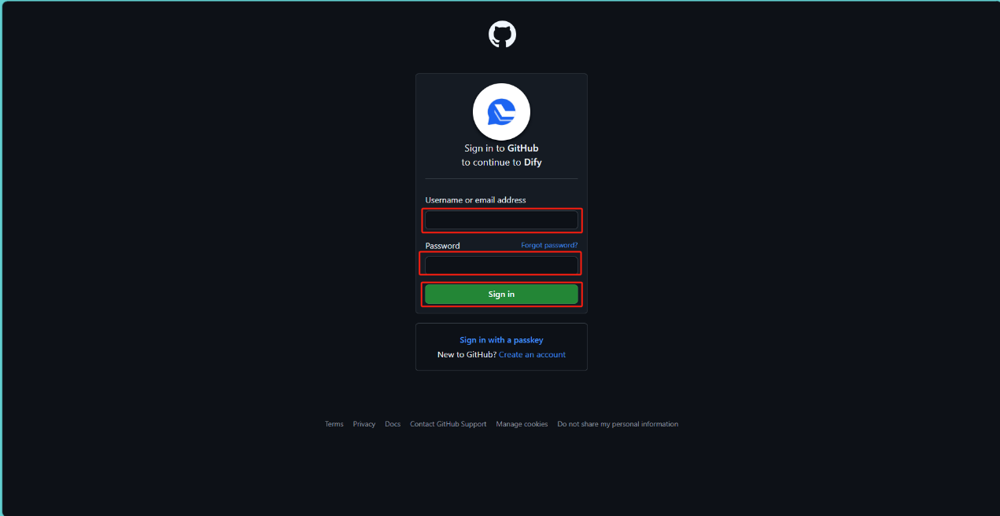 Sign in to GitHub
to continue to Dify
Username or email address
Password Forgot password?
Sign in
Sign in with a passkey
New to GitHub? Create an account
Terms Privacy Docs Contact GitHub Support Manage cookies Do not share my personal information